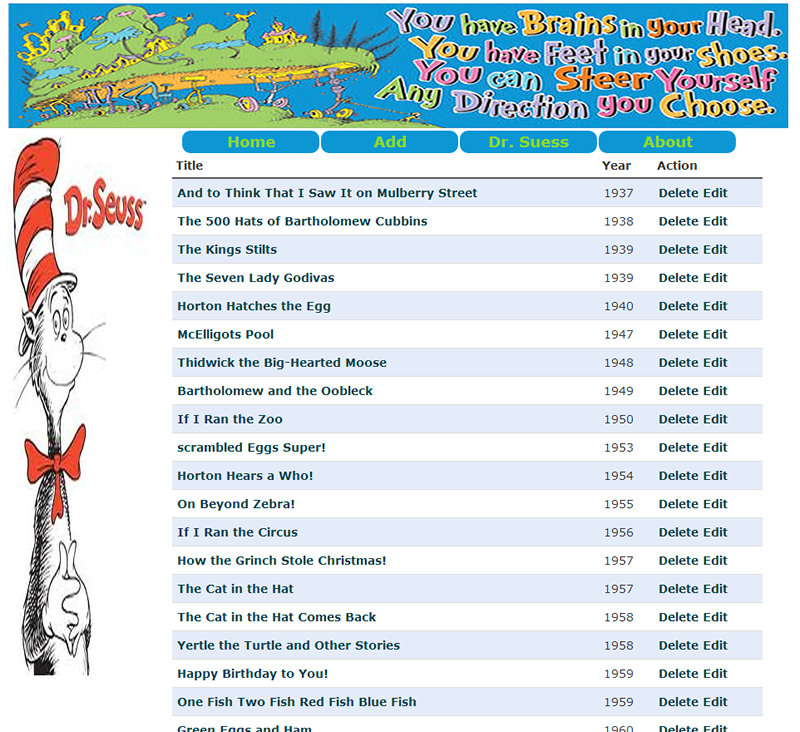 You have Brains in your Head.
You have Feet in your Shoes.
You can Steer Yourself
Any Direction you Choose.
Home Add Dr. Suess About
Dr. Seuss
Title Year Action
And to Think That I Saw It on Mulberry Street 1937 Delete Edit
The 500 Hats of Bartholomew Cubbins 1938 Delete Edit
The Kings Stilts 1939 Delete Edit
The Seven Lady Godivas 1939 Delete Edit
Horton Hatches the Egg 1940 Delete Edit
McElligots Pool 1947 Delete Edit
Thidwick the Big-Hearted Moose 1948 Delete Edit
Bartholomew and the Oobleck 1949 Delete Edit
If I Ran the Zoo 1950 Delete Edit
scrambled Eggs Super! 1953 Delete Edit
Horton Hears a Who! 1954 Delete Edit
On Beyond Zebra! 1955 Delete Edit
If I Ran the Circus 1956 Delete Edit
How the Grinch Stole Christmas! 1957 Delete Edit
The Cat in the Hat 1957 Delete Edit
The Cat in the Hat Comes Back 1958 Delete Edit
Yertle the Turtle and Other Stories 1958 Delete Edit
Happy Birthday to You! 1959 Delete Edit
One Fish Two Fish Red Fish Blue Fish 1959 Delete Edit
Green Eggs and Ham 1960 Delete Edit